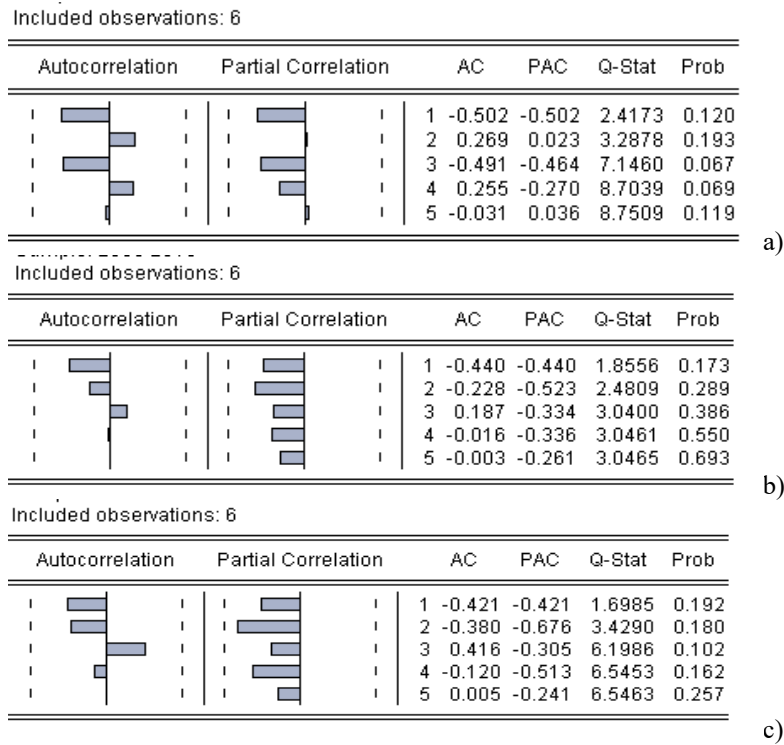 Included observations: 6
Autocorrelation Partial Correlation AC PAC Q-Stat Prob
1 -0.502 -0.502 2.4173 0.120
2 0.269 0.023 3.2878 0.193
3 -0.491 -0.464 7.1460 0.067
4 0.255 -0.270 8.7039 0.069
5 -0.031 0.036 8.7509 0.119
a)
Included observations: 6
Autocorrelation Partial Correlation AC PAC Q-Stat Prob
1 -0.440 -0.440 1.8556 0.173
2 -0.228 -0.523 2.4809 0.289
3 0.187 -0.334 3.0400 0.386
4 -0.016 -0.336 3.0461 0.550
5 -0.003 -0.261 3.0465 0.693
b)
Included observations: 6
Autocorrelation Partial Correlation AC PAC Q-Stat Prob
1 -0.421 -0.421 1.6985 0.192
2 -0.380 -0.676 3.4290 0.180
3 0.416 -0.305 6.1986 0.102
4 -0.120 -0.513 6.5453 0.162
5 0.005 -0.241 6.5463 0.257
c)